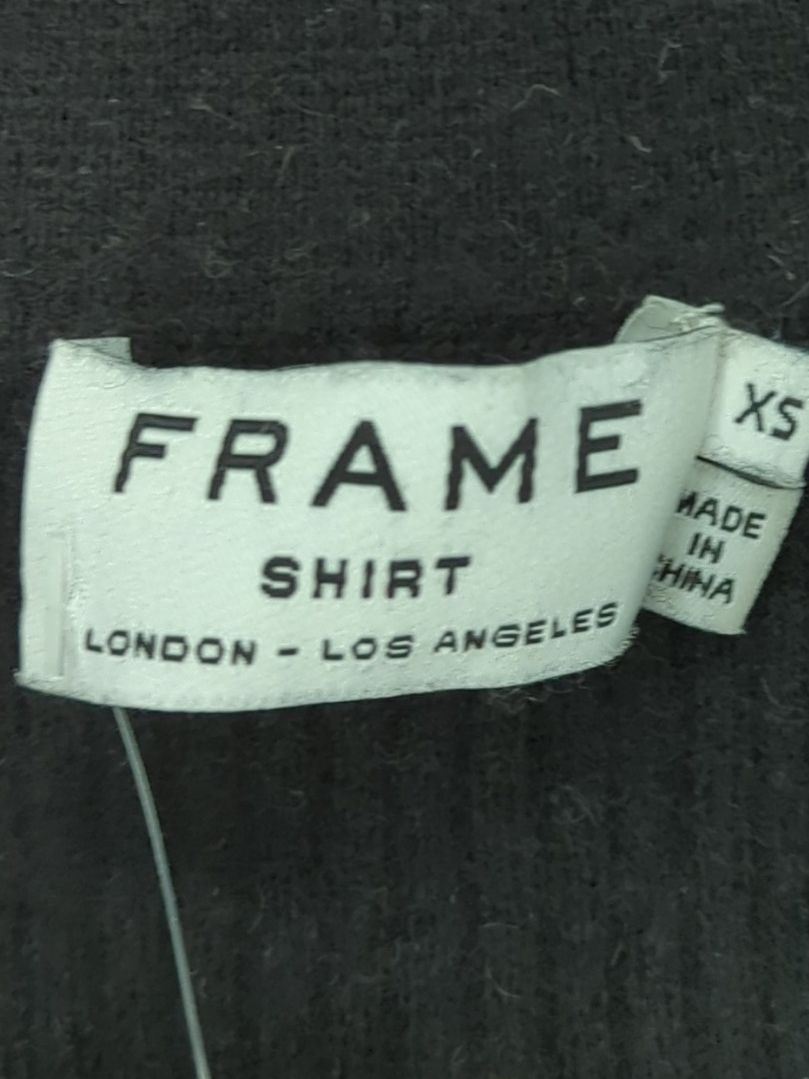 FRAME
SHIRT
LONDON - LOS ANGELES
XS
MADE
IN
CHINA